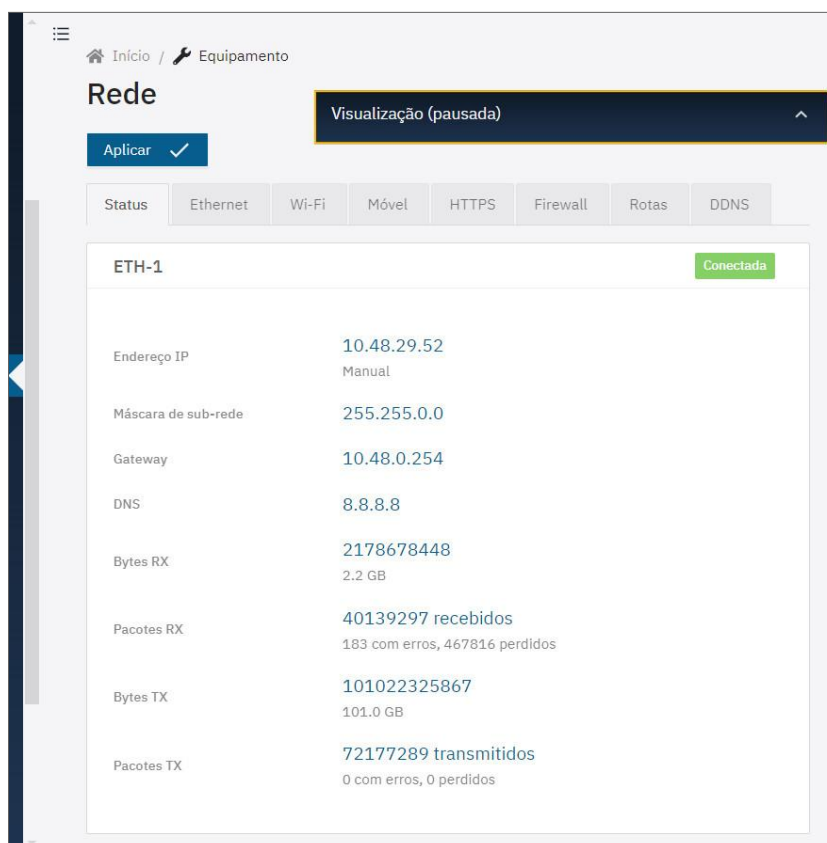 Início / Equipamento
Rede
Visualização (pausada)
Aplicar
Status Ethernet Wi-Fi Móvel HTTPS Firewall Rotas DDNS
ETH-1 Conectada
Endereço IP 10.48.29.52
Manual
Máscara de sub-rede 255.255.0.0
Gateway 10.48.0.254
DNS 8.8.8.8
Bytes RX 2178678448
2.2 GB
Pacotes RX 40139297 recebidos
183 com erros, 467816 perdidos
Bytes TX 101022325867
101.0 GB
Pacotes TX 72177289 transmitidos
0 com erros, 0 perdidos